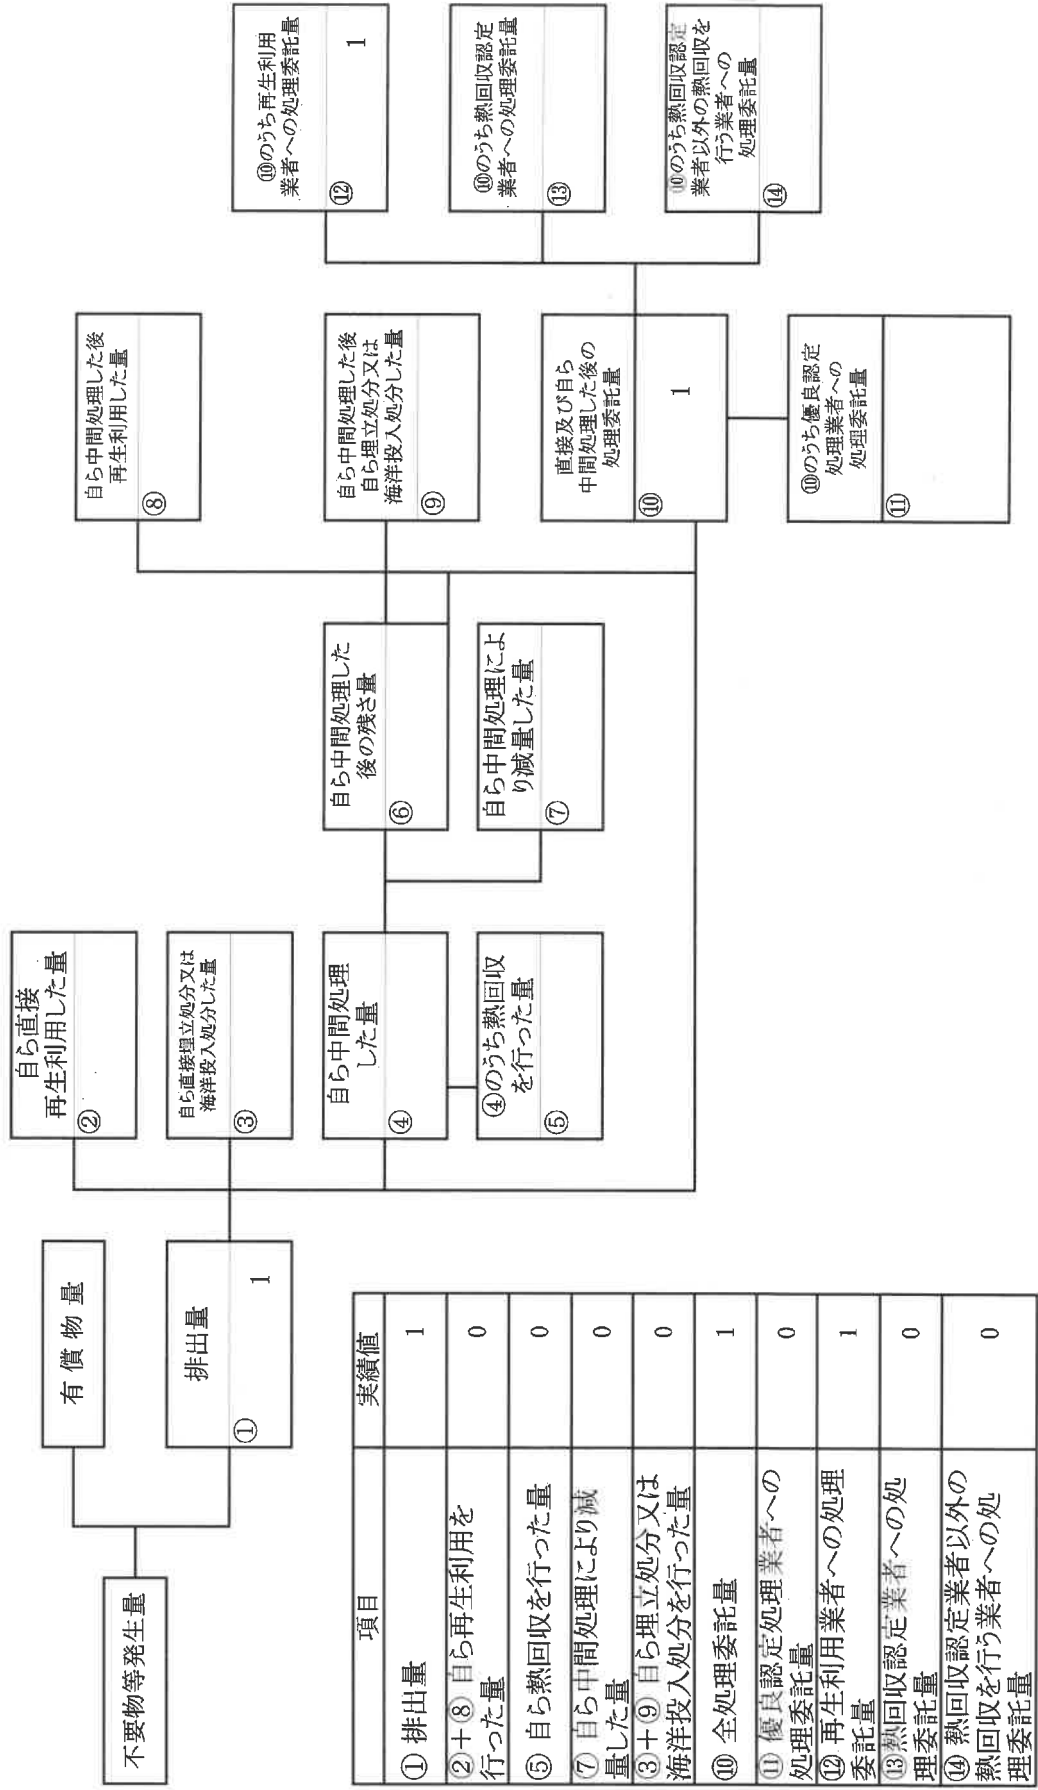 不要物等発生量
有償物量
排出量
①
1
自ら直接
再生利用した量
②
自ら直接埋立処分又は
海洋投入処分した量
③
自ら中間処理
した量
④
④のうち熱回収
を行った量
⑤
自ら中間処理した
後の残さ量
⑥
自ら中間処理によ
り減量した量
⑦
自ら中間処理した後
再生利用した量
⑧
自ら中間処理した後
自ら埋立処分又は
海洋投入処分した量
⑨
直接及び自ら
中間処理した後の
処理委託量
⑩
1
⑩のうち優良認定
処理業者への
処理委託量
⑪
⑩のうち再生利用
業者への処理委託量
⑫
1
⑩のうち熱回収認定
業者への処理委託量
⑬
⑩のうち熱回収認定
業者以外の熱回収を
行う業者への
処理委託量
⑭
項目 実績値
① 排出量 1
②+⑧ 自ら再生利用を
行った量 0
⑤ 自ら熱回収を行った量 0
⑦ 自ら中間処理により減
量した量 0
③+⑨ 自ら埋立処分又は
海洋投入処分を行った量 0
⑩ 全処理委託量 1
⑪ 優良認定処理業者への
処理委託量 0
⑫ 再生利用業者への処理
委託量 1
⑬熱回収認定業者への処
理委託量 0
⑭ 熱回収認定業者以外の
熱回収を行う業者への処
理委託量 0